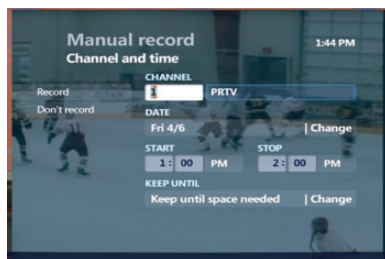 Manual record
1:44 PM
Channel and time
CHANNEL
Record
1 PRTV
Don't record
DATE
Fri 4/6 | Change
START STOP
1: 00 PM 2: 00 PM
KEEP UNTIL
Keep until space needed | Change